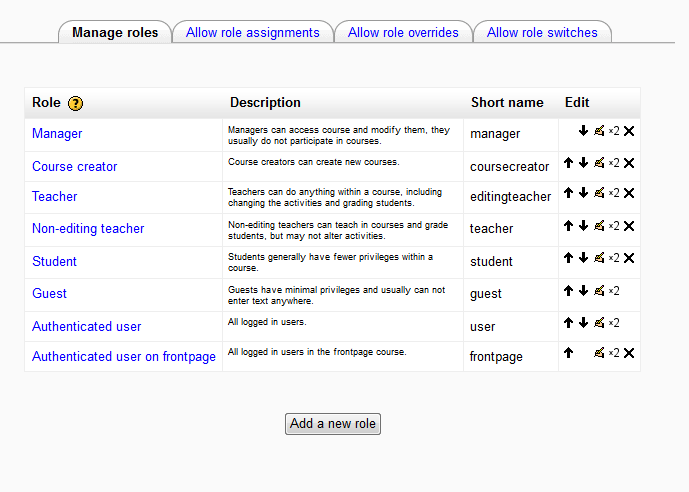 Manage roles Allow role assignments Allow role overrides Allow role switches
Role ? Description Short name Edit
Manager Managers can access course and modify them, they usually do not participate in courses. manager ×2
Course creator Course creators can create new courses. coursecreator ×2
Teacher Teachers can do anything within a course, including changing the activities and grading students. editingteacher ×2
Non-editing teacher Non-editing teachers can teach in courses and grade students, but may not alter activities. teacher ×2
Student Students generally have fewer privileges within a course. student ×2
Guest Guests have minimal privileges and usually can not enter text anywhere. guest ×2
Authenticated user All logged in users. user ×2
Authenticated user on frontpage All logged in users in the frontpage course. frontpage ×2
Add a new role